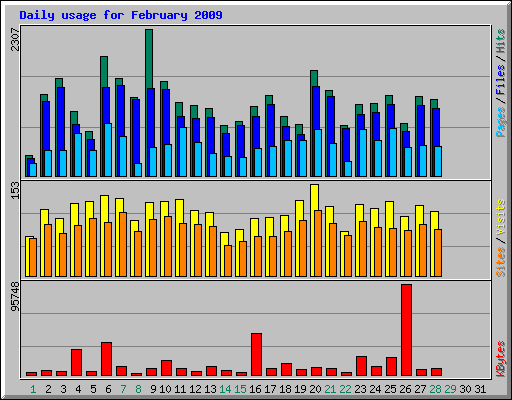 Daily usage for February 2009
2307
Pages / Files / Hits
153
Sites / Visits
95748
KBytes
1 2 3 4 5 6 7 8 9 10 11 12 13 14 15 16 17 18 19 20 21 22 23 24 25 26 27 28 29 30 31